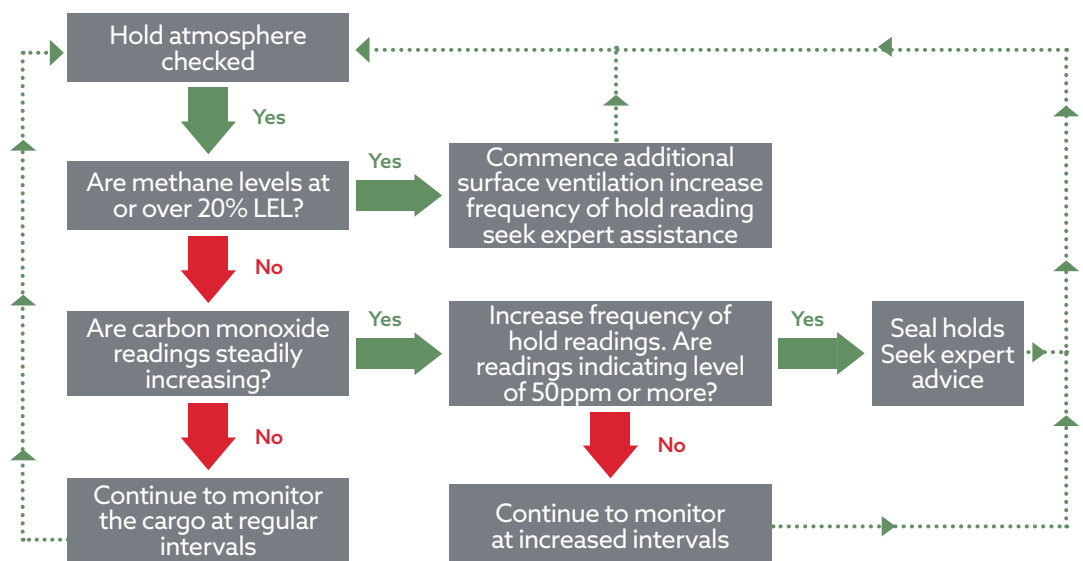 Hold atmosphere
checked
Yes
Are methane levels at
or over 20% LEL?
Yes
Commence additional
surface ventilation increase
frequency of hold reading
seek expert assistance
No
Are carbon monoxide
readings steadily
increasing?
Yes
Increase frequency of
hold readings. Are
readings indicating level
of 50ppm or more?
Yes
Seal holds
Seek expert
advice
No
Continue to monitor
the cargo at regular
intervals
No
Continue to monitor
at increased intervals